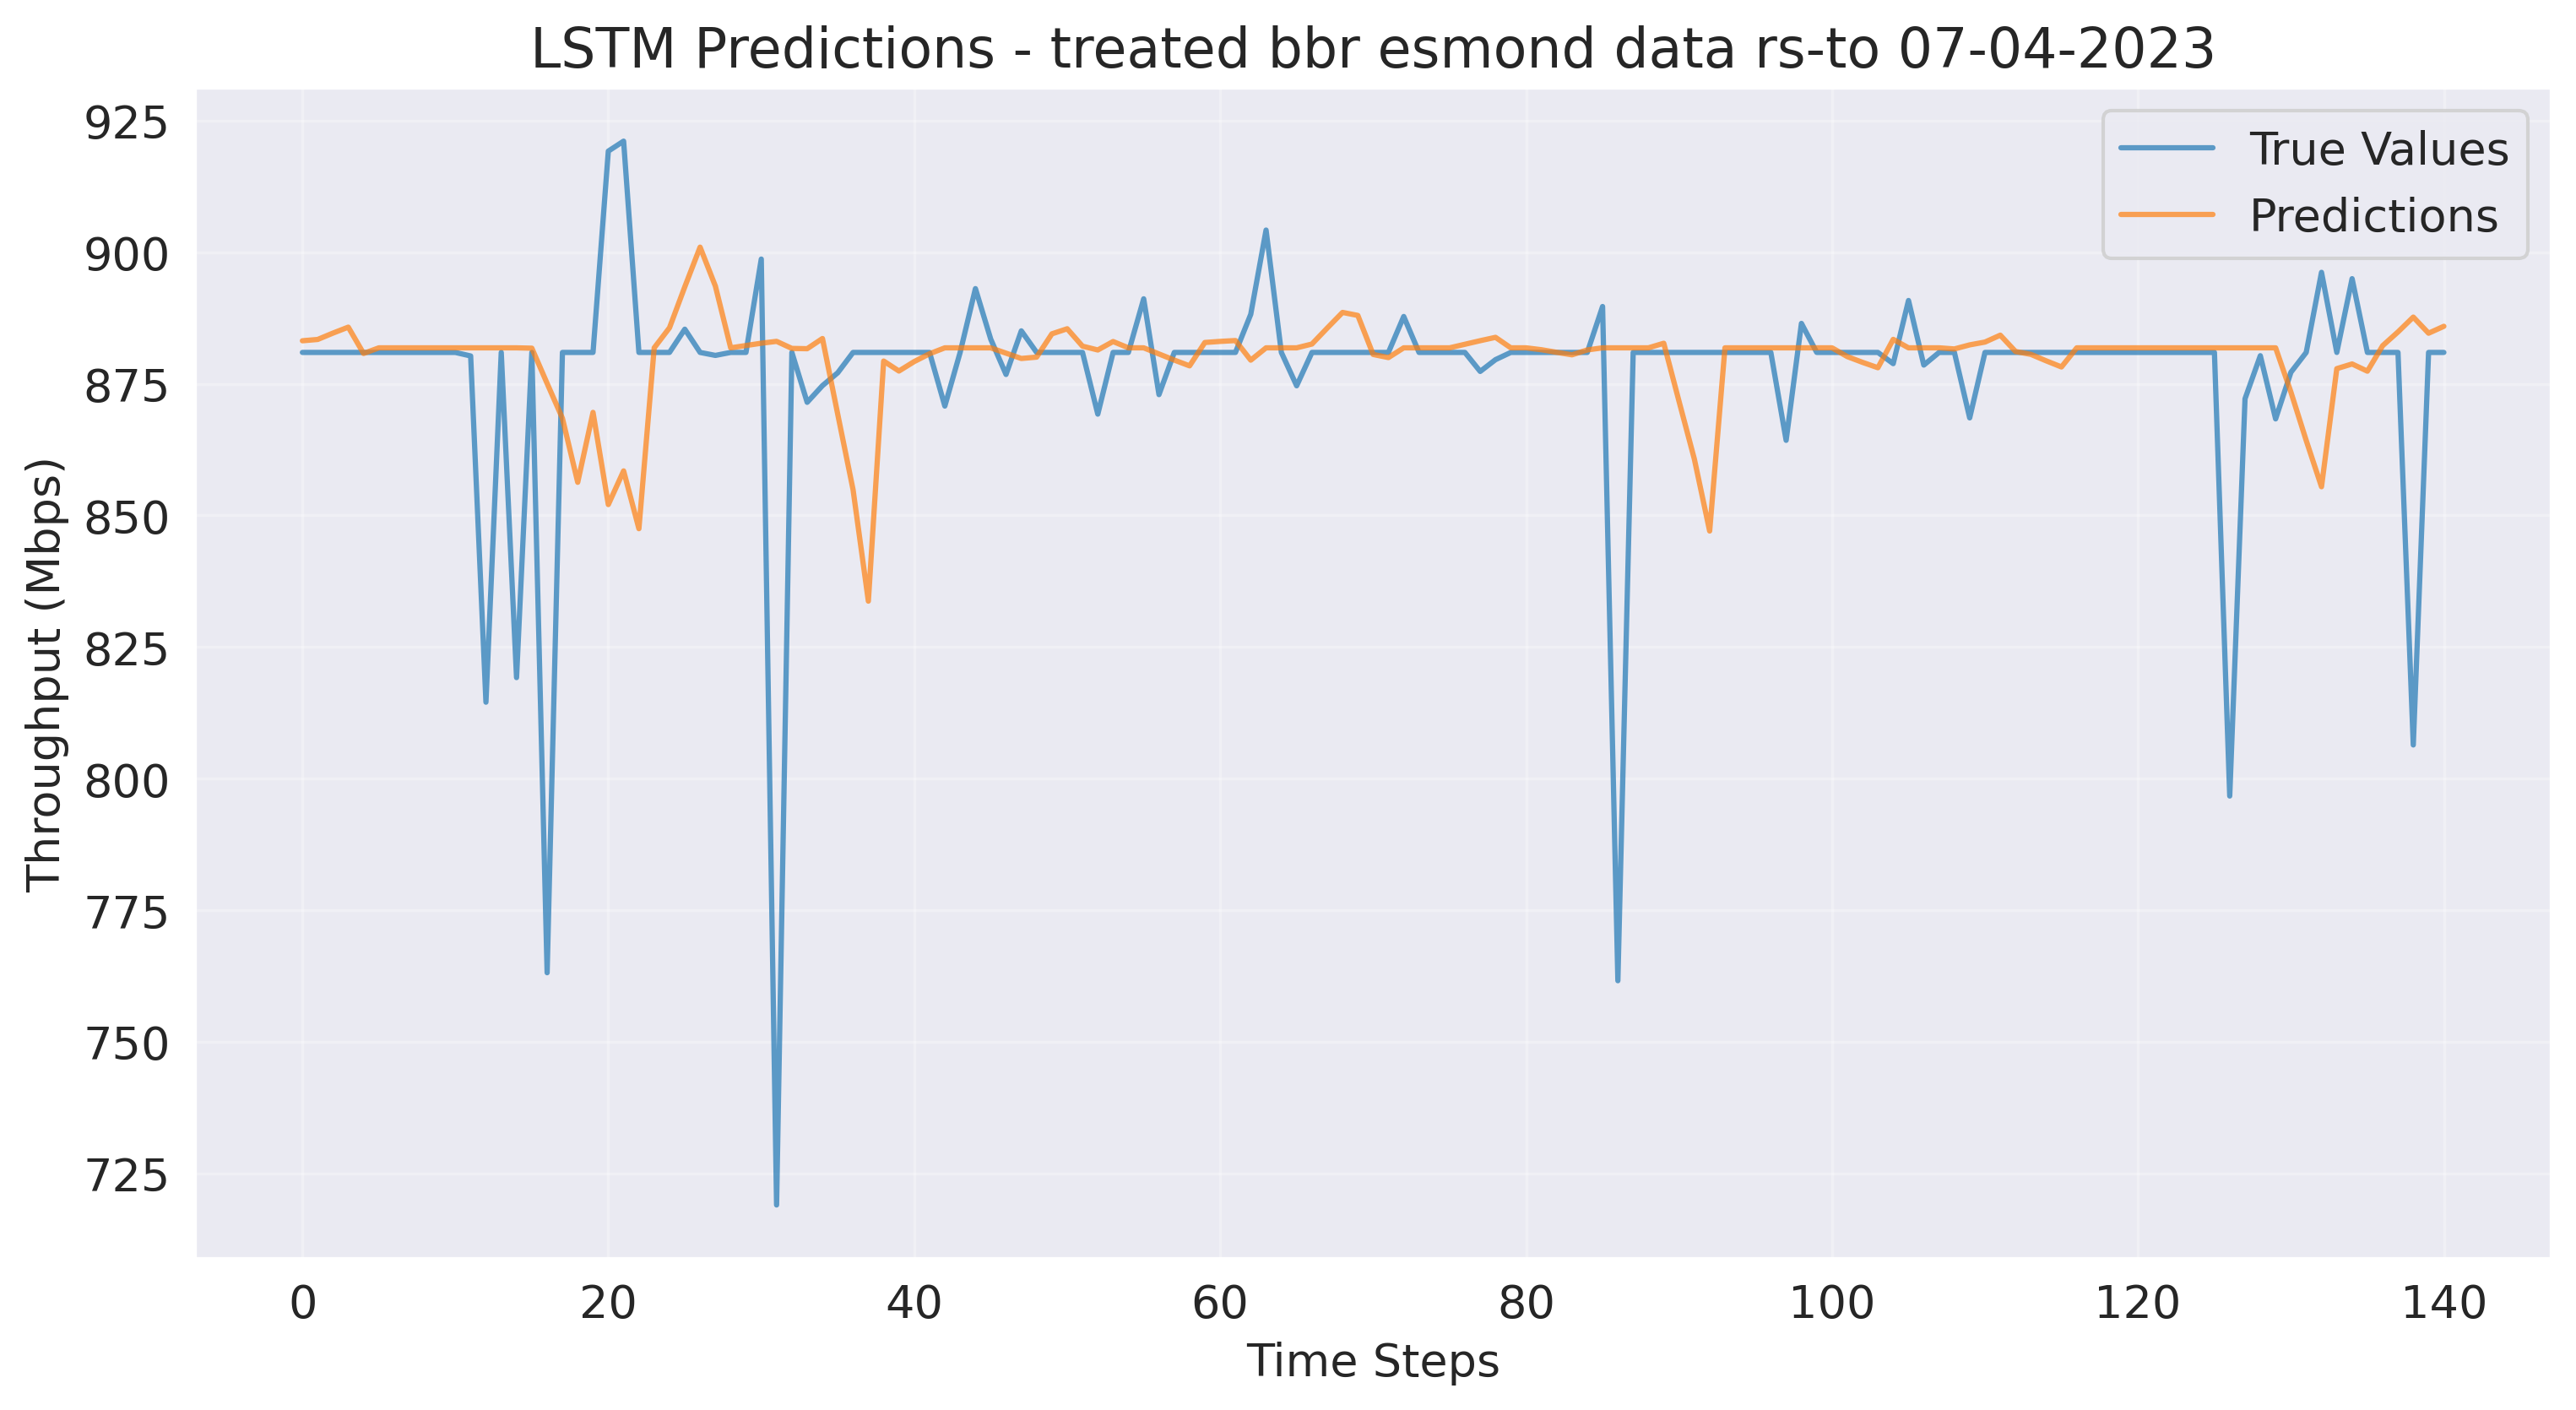 LSTM Predictions - treated bbr esmond data rs-to 07-04-2023
True Values
Predictions
Throughput (Mbps)
925
900
875
850
825
800
775
750
725
0 20 40 60 80 100 120 140
Time Steps